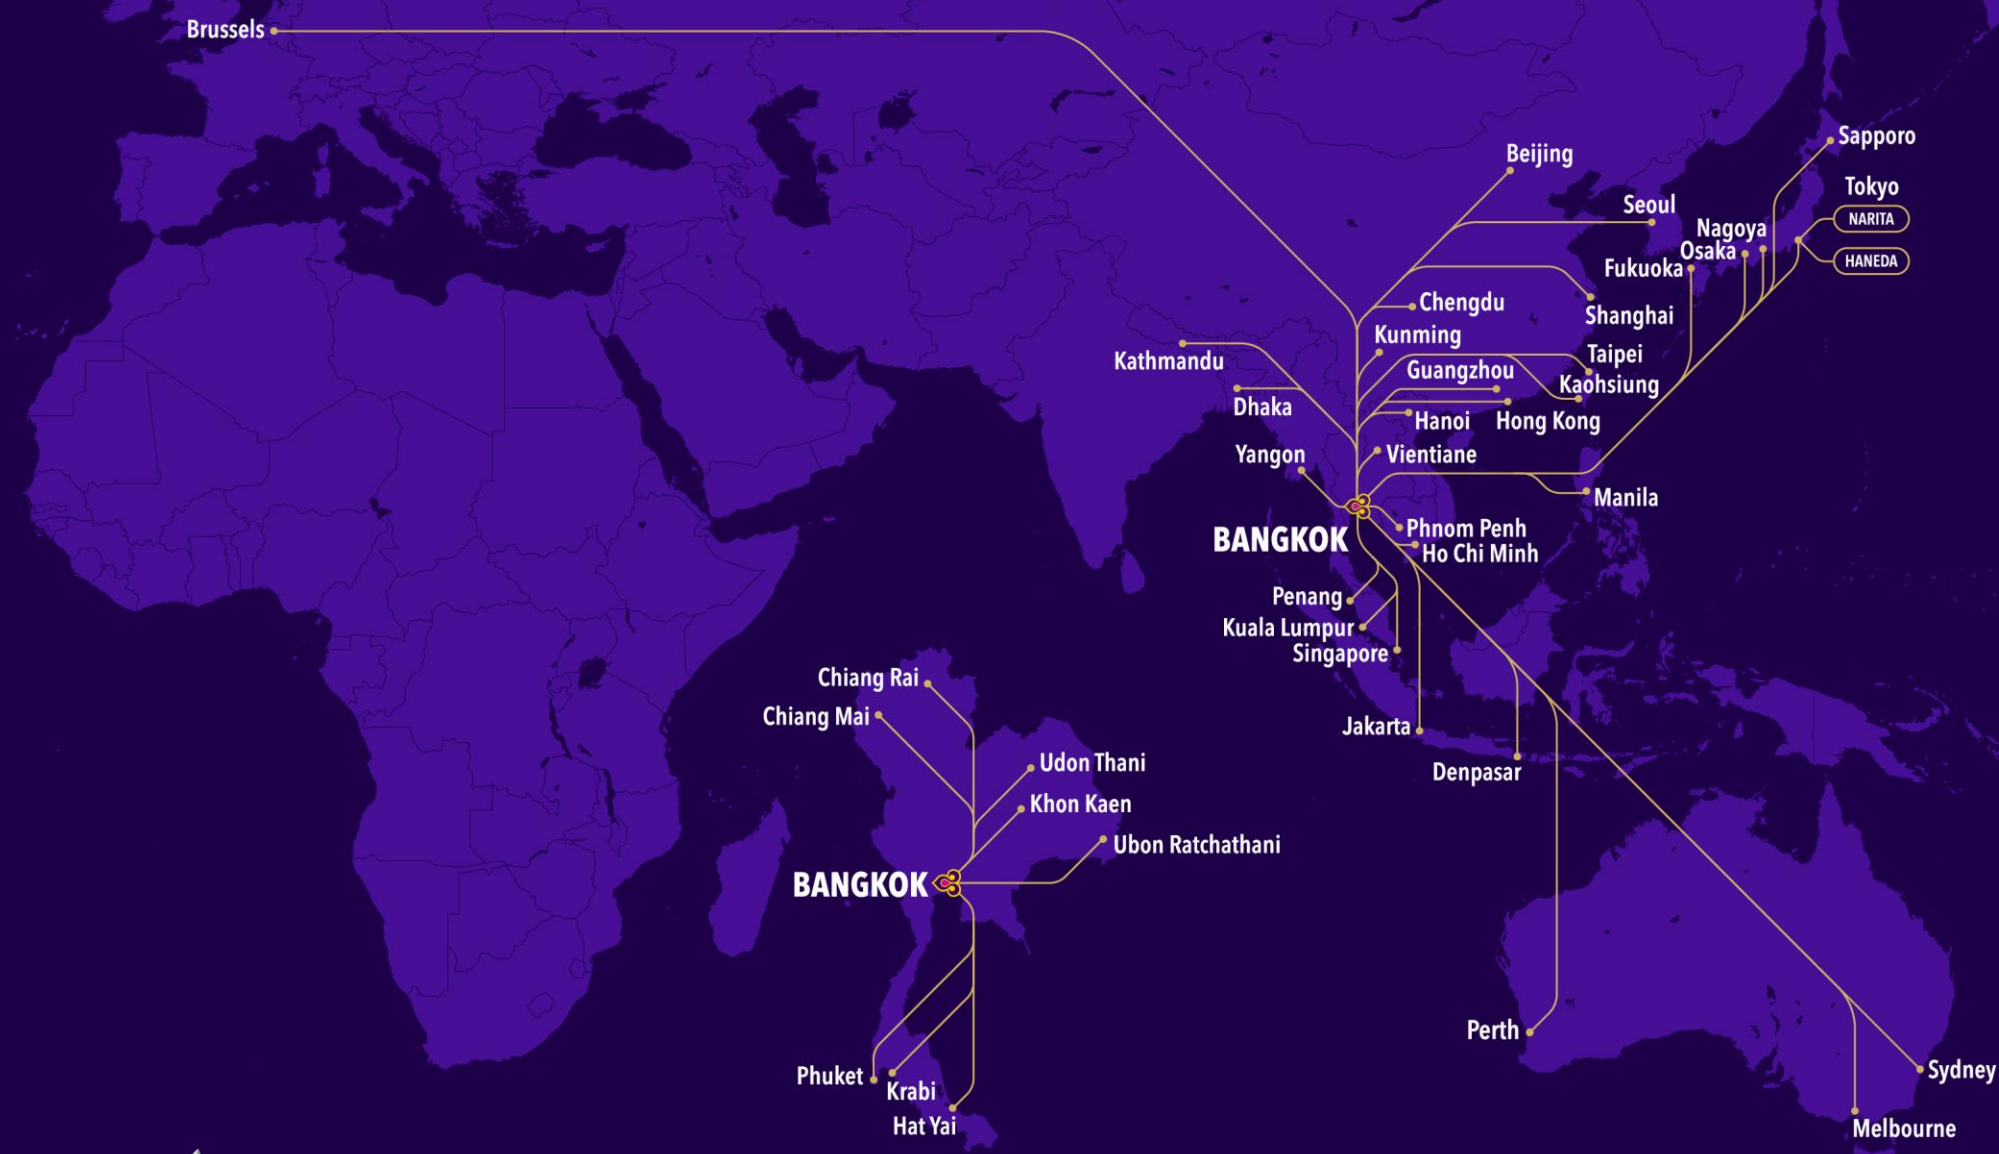 Brussels
Sapporo
Beijing
Tokyo
Seoul
NARITA
Nagoya
Osaka
HANEDA
Fukuoka
Chengdu
Shanghai
Kunming
Kathmandu
Taipei
Guangzhou
Kaohsiung
Dhaka
Hanoi
Hong Kong
Yangon
Vientiane
Manila
Phnom Penh
BANGKOK
Ho Chi Minh
Penang
Kuala Lumpur
Singapore
Chiang Rai
Chiang Mai
Jakarta
Udon Thani
Denpasar
Khon Kaen
Ubon Ratchathani
BANGKOK
Perth
Sydney
Phuket
Krabi
Hat Yai
Melbourne